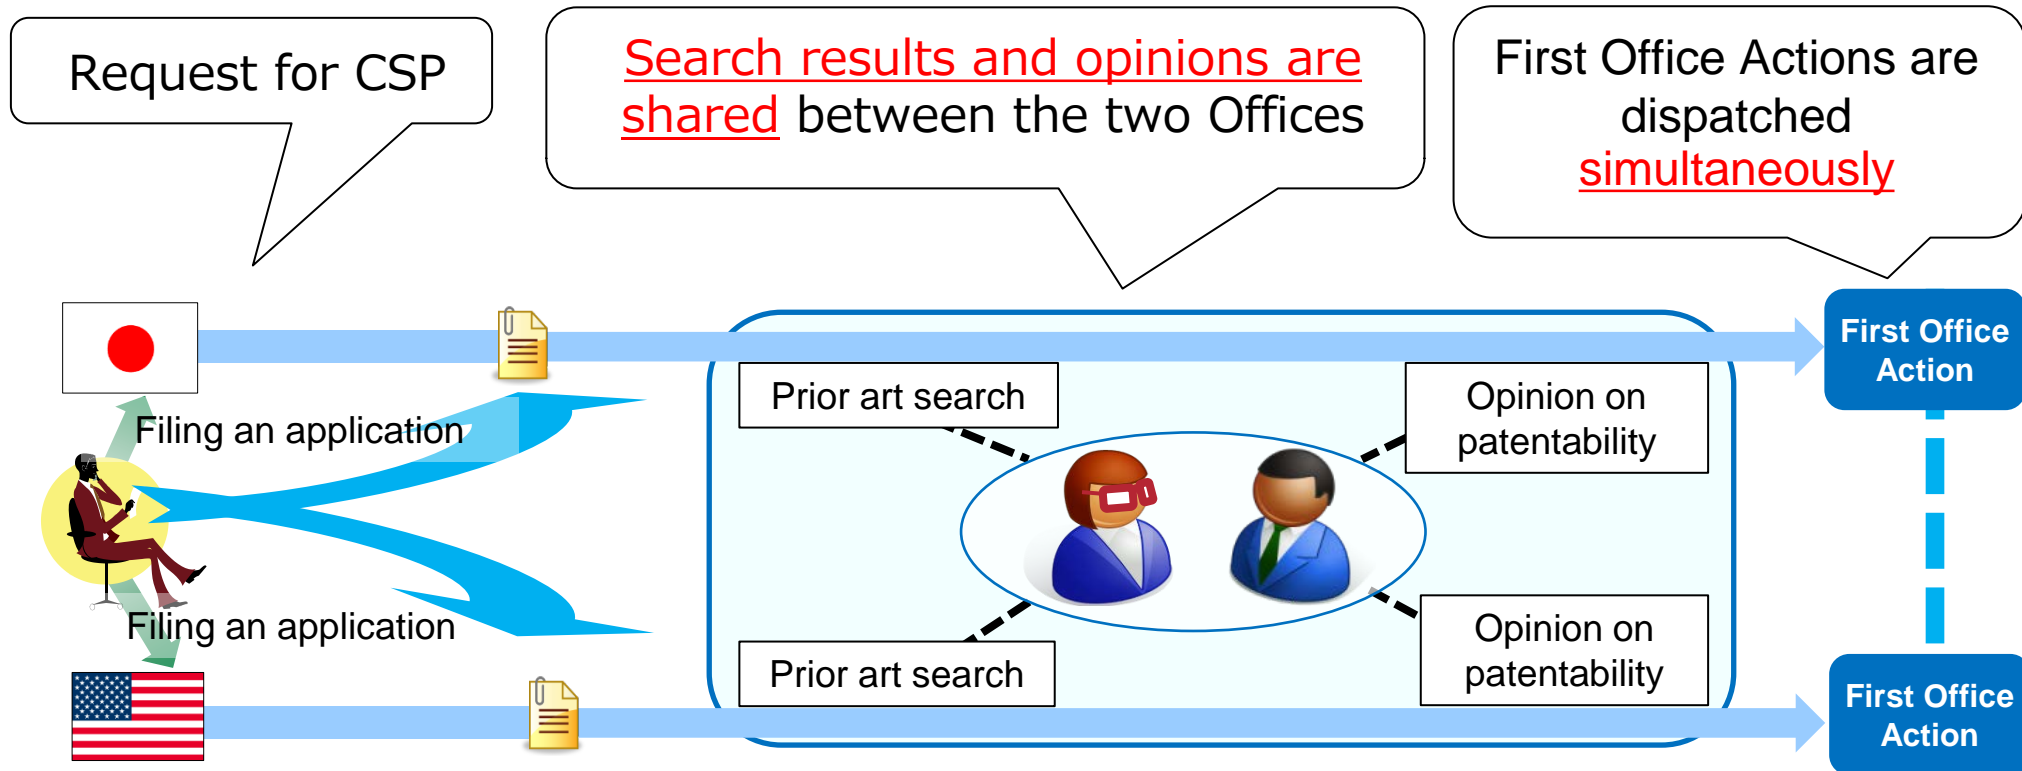 Request for CSP
Search results and opinions are
shared between the two Offices
First Office Actions are
dispatched
simultaneously
First Office
Action
Prior art search
Opinion on
patentability
Filing an application
Filing an application
Prior art search
Opinion on
patentability
First Office
Action